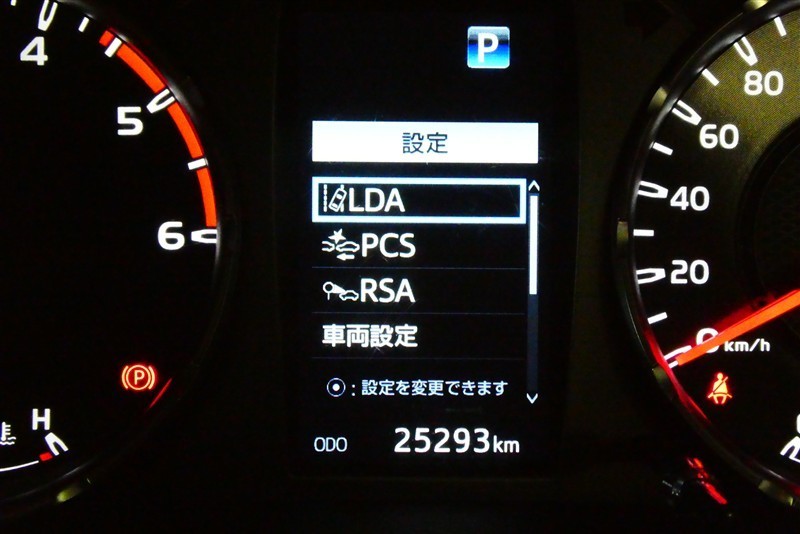 4
5
6
H
P
P
設定
LDA
PCS
RSA
車両設定
⦿:設定を変更できます
ODO 25293km
80
60
40
20
0 km/h